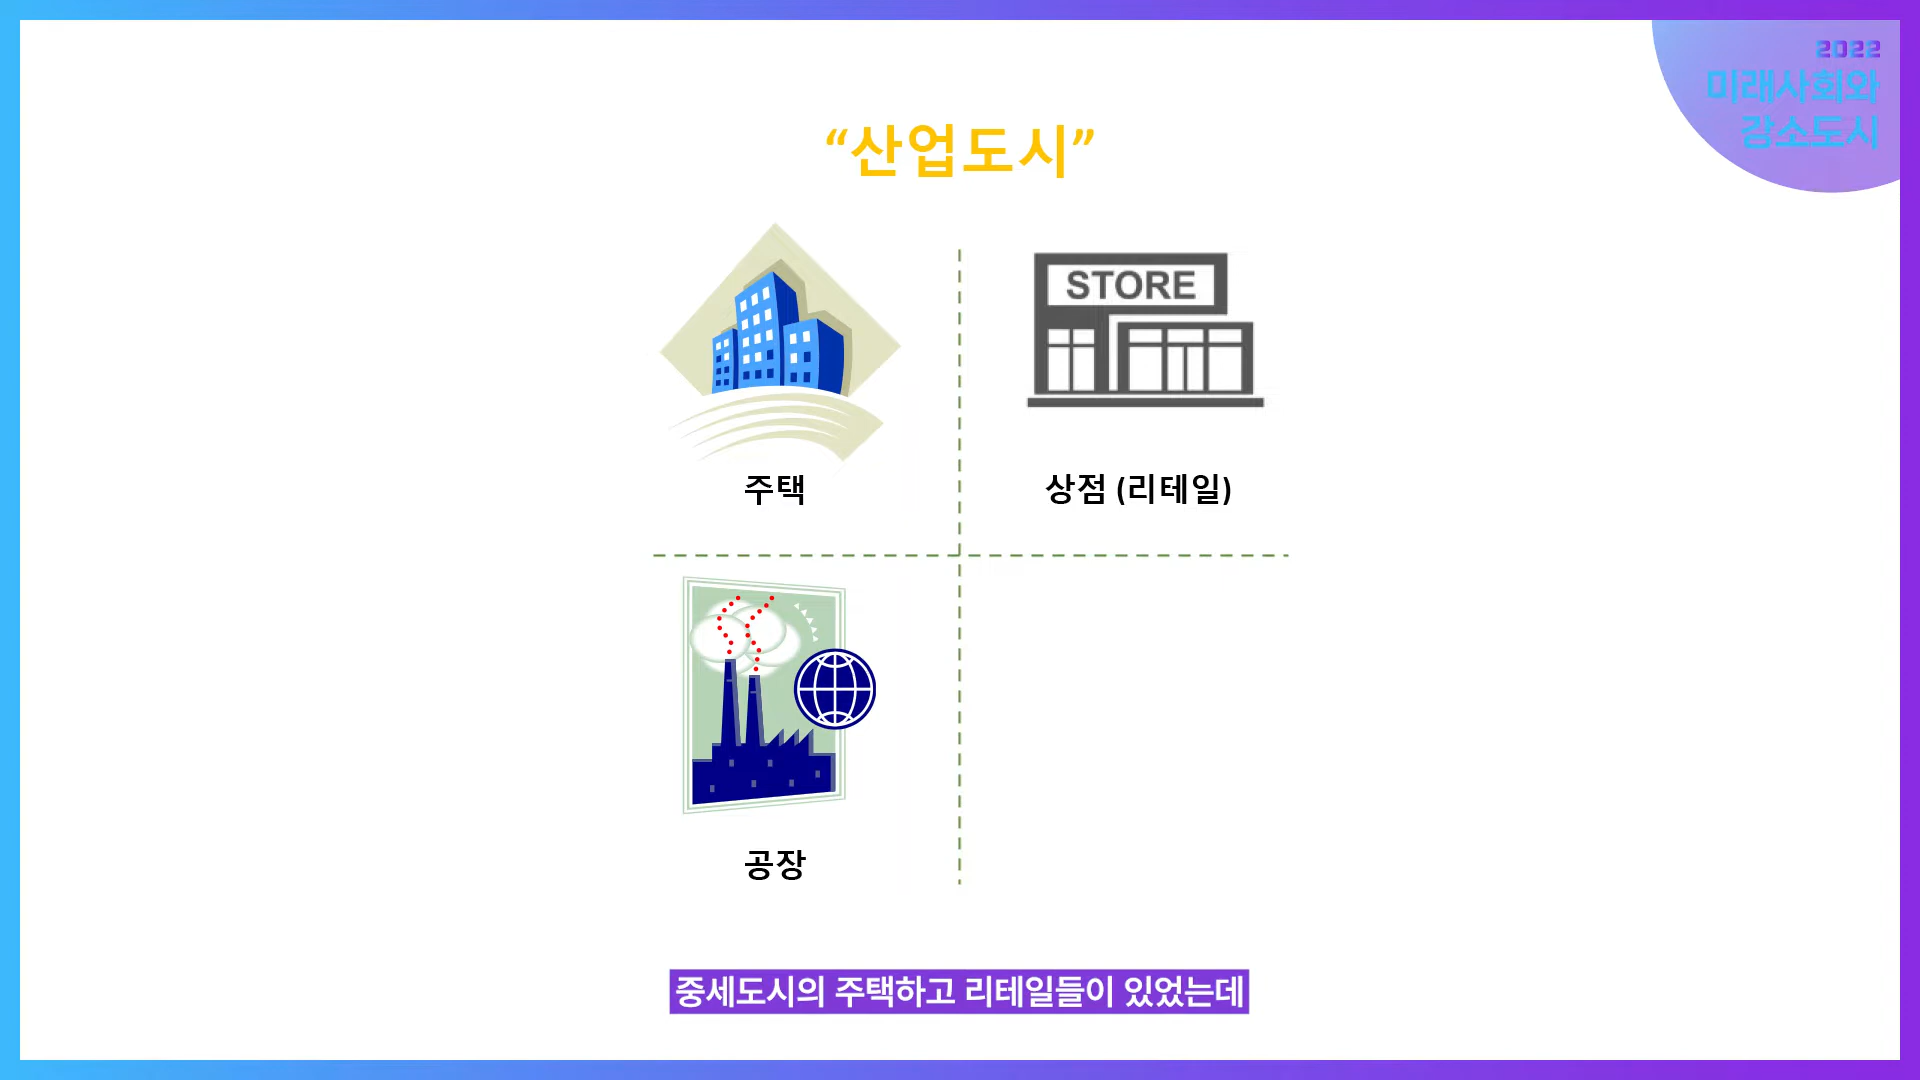 2022
미래사회와
강소도시
“산업도시”
STORE
주택
상점 (리테일)
공장
중세도시의 주택하고 리테일들이 있었는데